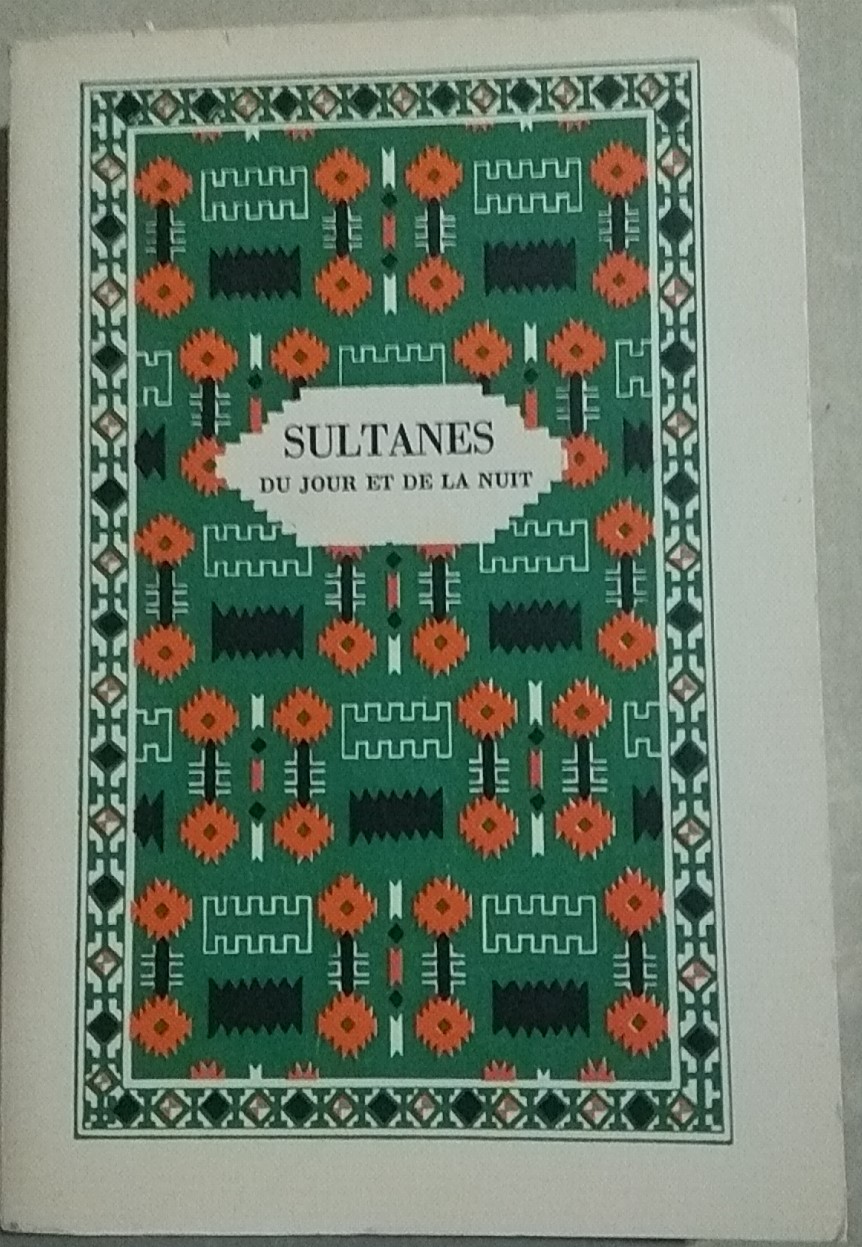 SULTANES
DU JOUR ET DE LA NUIT